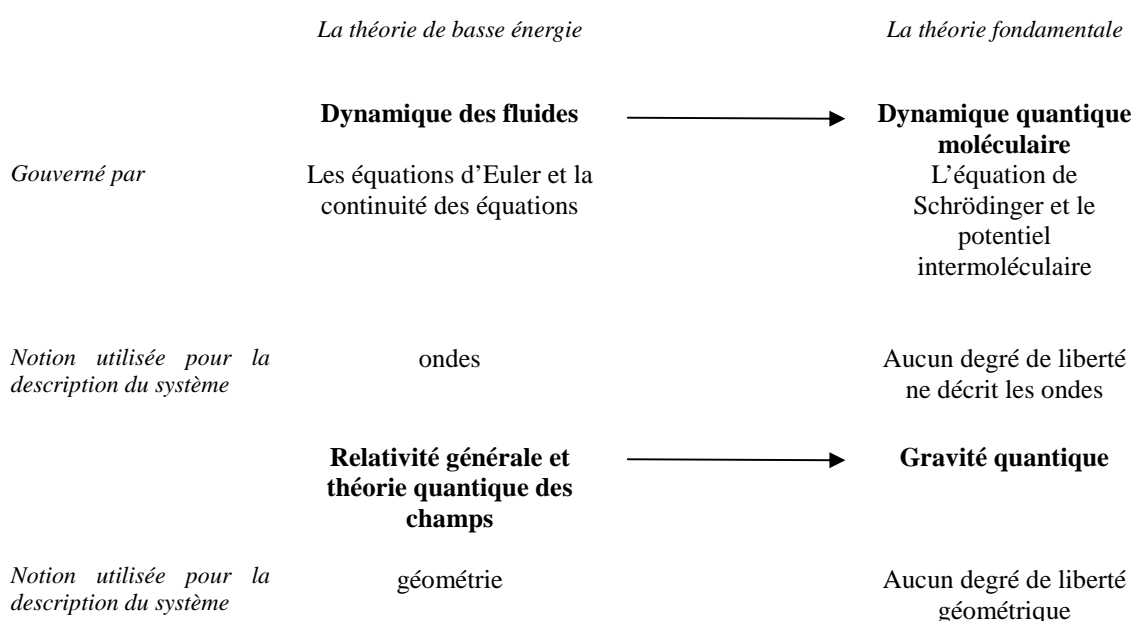 La théorie de basse énergie
La théorie fondamentale
Dynamique des fluides
Dynamique quantique
moléculaire
Gouverné par
Les équations d’Euler et la
continuité des équations
L’équation de
Schrödinger et le
potentiel
intermoléculaire
Notion utilisée pour la
description du système
ondes
Aucun degré de liberté
ne décrit les ondes
Relativité générale et
théorie quantique des
champs
Gravité quantique
Notion utilisée pour la
description du système
géométrie
Aucun degré de liberté
géométrique